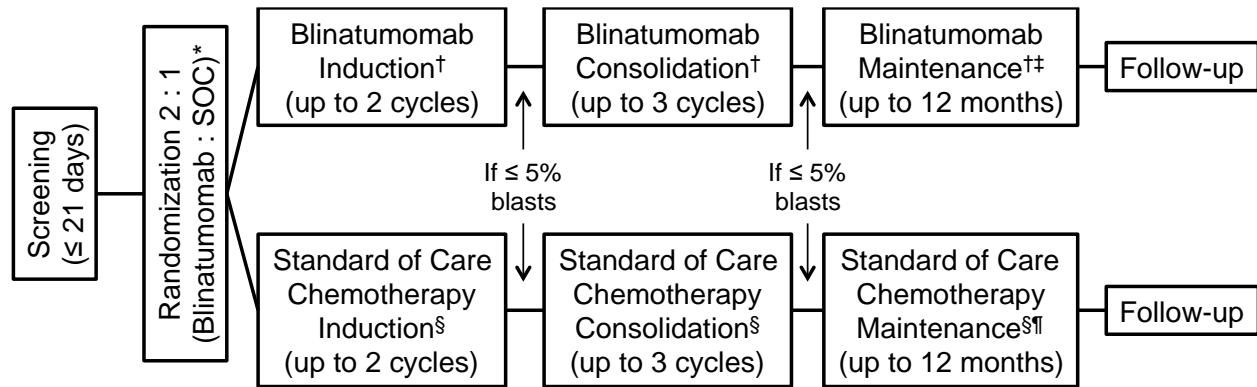 Screening
(≤ 21 days)
Randomization 2 : 1
(Blinatumomab : SOC)*
Blinatumomab
Induction†
(up to 2 cycles)
Blinatumomab
Consolidation†
(up to 3 cycles)
Blinatumomab
Maintenance†‡
(up to 12 months)
Follow-up
If ≤ 5%
blasts
If ≤ 5%
blasts
Standard of Care
Chemotherapy
Induction§
(up to 2 cycles)
Standard of Care
Chemotherapy
Consolidation§
(up to 3 cycles)
Standard of Care
Chemotherapy
Maintenance§¶
(up to 12 months)
Follow-up